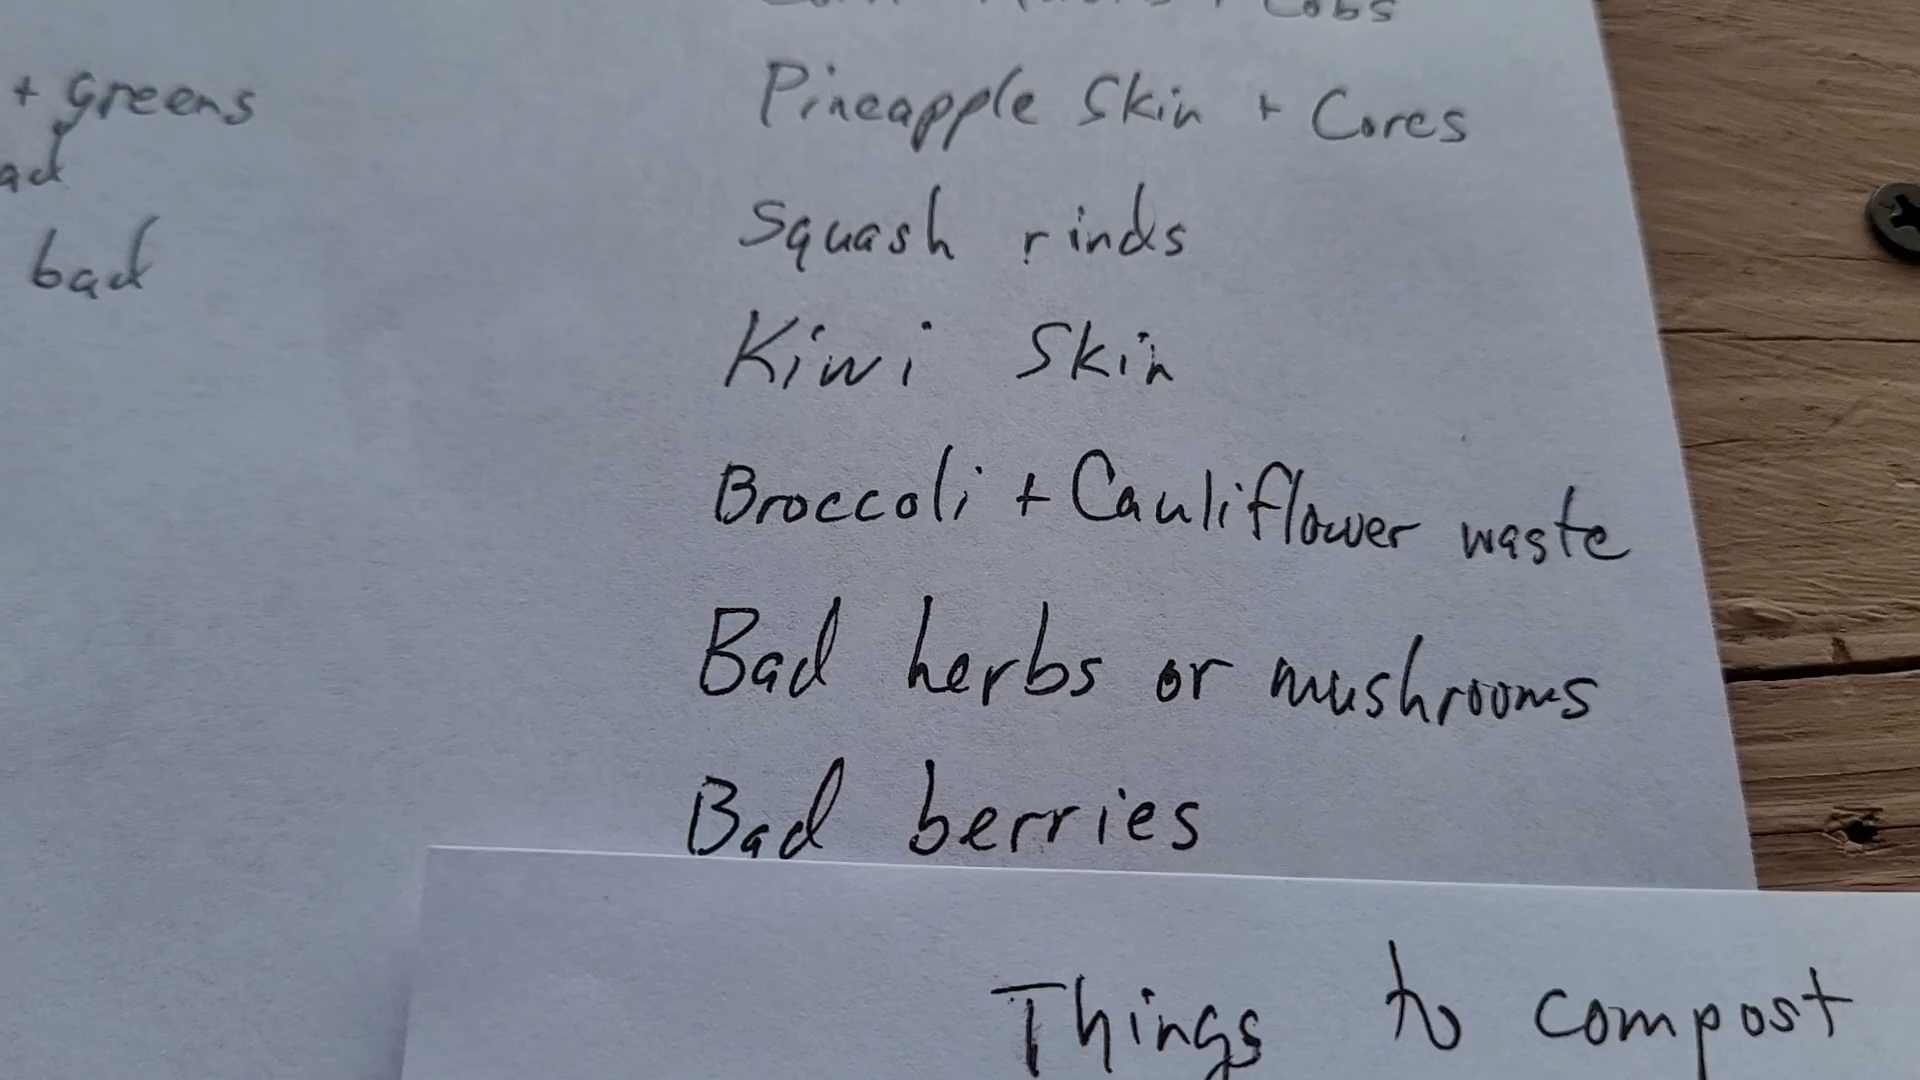 Cobs
+ greens
bad
Pineapple Skin + Cores
Squash rinds
Kiwi Skin
Broccoli + Cauliflower waste
Bad herbs or mushrooms
Bad berries
Things to compost